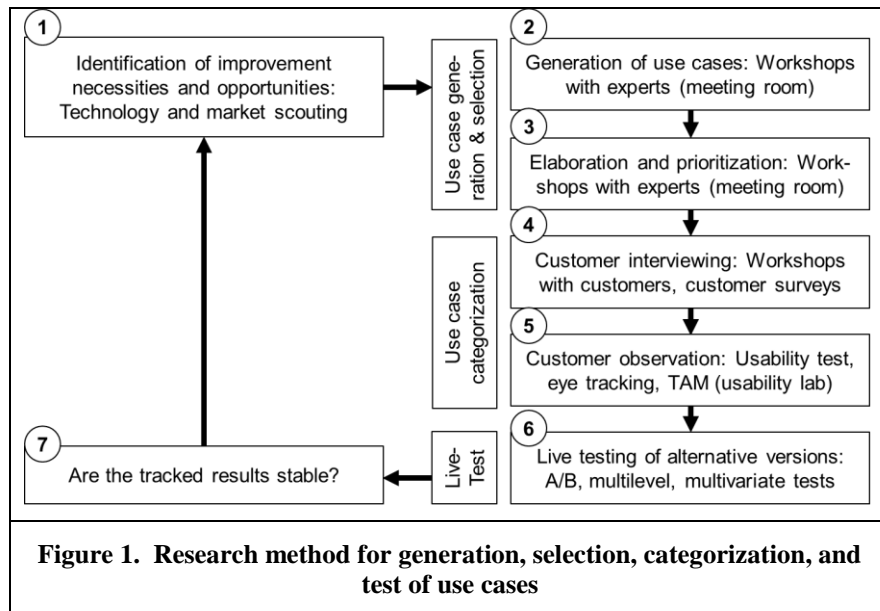 1
Identification of improvement
necessities and opportunities:
Technology and market scouting
Use case gene-
ration & selection
2
Generation of use cases: Workshops
with experts (meeting room)
3
Elaboration and prioritization: Work-
shops with experts (meeting room)
Use case
categorization
4
Customer interviewing: Workshops
with customers, customer surveys
5
Customer observation: Usability test,
eye tracking, TAM (usability lab)
Live-
Test
6
Live testing of alternative versions:
A/B, multilevel, multivariate tests
7
Are the tracked results stable?
Figure 1. Research method for generation, selection, categorization, and
test of use cases